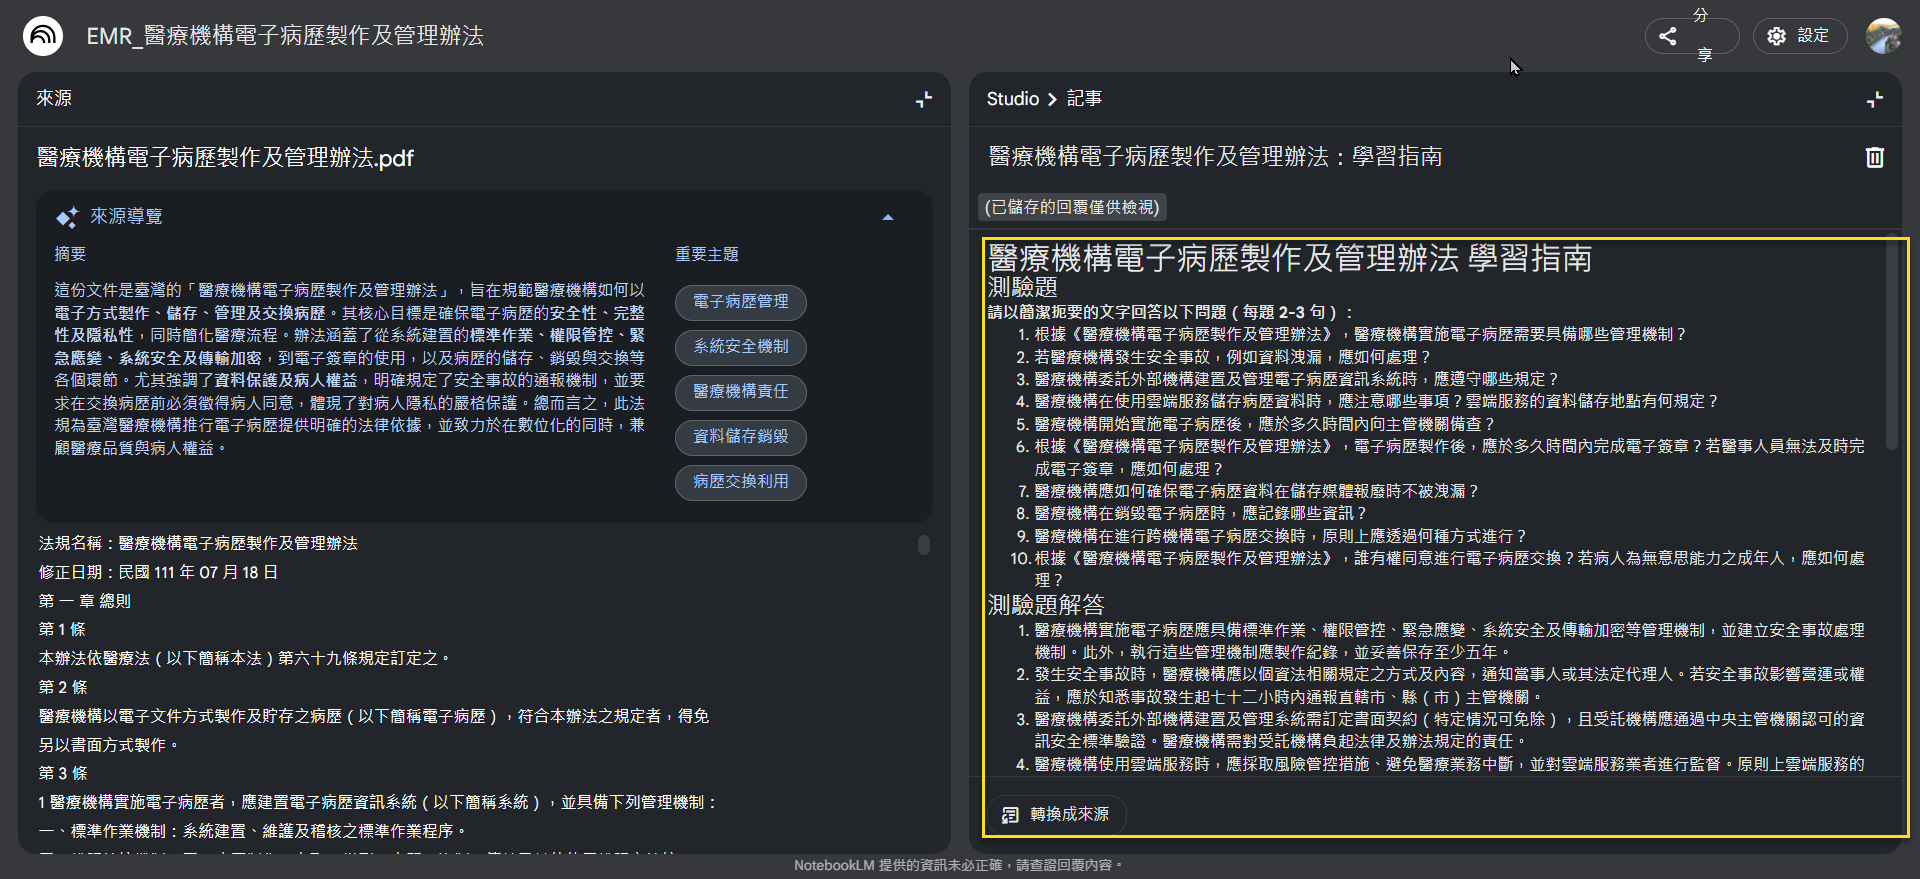 EMR_醫療機構電子病歷製作及管理辦法
分
享
設定
來源
醫療機構電子病歷製作及管理辦法.pdf
來源導覽
摘要
這份文件是臺灣的「醫療機構電子病歷製作及管理辦法」，旨在規範醫療機構如何以
電子方式製作、儲存、管理及交換病歷。其核心目標是確保電子病歷的安全性、完整
性及隱私性，同時簡化醫療流程。辦法涵蓋了從系統建置的標準作業、權限管控、緊
急應變、系統安全及傳輸加密，到電子簽章的使用，以及病歷的儲存、銷毀與交換等
各個環節。尤其強調了資料保護及病人權益，明確規定了安全事故的通報機制，並要
求在交換病歷前必須徵得病人同意，體現了對病人隱私的嚴格保護。總而言之，此法
規為臺灣醫療機構推行電子病歷提供明確的法律依據，並致力於在數位化的同時，兼
顧醫療品質與病人權益。
重要主題
電子病歷管理
系統安全機制
醫療機構責任
資料儲存銷毀
病歷交換利用
法規名稱：醫療機構電子病歷製作及管理辦法
修正日期：民國 111 年 07 月 18 日
第 一 章 總則
第 1 條
本辦法依醫療法（以下簡稱本法）第六十九條規定訂定之。
第 2 條
醫療機構以電子文件方式製作及貯存之病歷（以下簡稱電子病歷），符合本辦法之規定者，得免
另以書面方式製作。
第 3 條
1 醫療機構實施電子病歷者，應建置電子病歷資訊系統（以下簡稱系統），並具備下列管理機制：
一、標準作業機制：系統建置、維護及稽核之標準作業程序。
Studio > 記事
醫療機構電子病歷製作及管理辦法：學習指南
(已儲存的回覆僅供檢視)
醫療機構電子病歷製作及管理辦法 學習指南
測驗題
請以簡潔扼要的文字回答以下問題（每題 2-3 句）：
1. 根據《醫療機構電子病歷製作及管理辦法》，醫療機構實施電子病歷需要具備哪些管理機制？
2. 若醫療機構發生安全事故，例如資料洩漏，應如何處理？
3. 醫療機構委託外部機構建置及管理電子病歷資訊系統時，應遵守哪些規定？
4. 醫療機構在使用雲端服務儲存病歷資料時，應注意哪些事項？雲端服務的資料儲存地點有何規定？
5. 醫療機構開始實施電子病歷後，應於多久時間內向主管機關備查？
6. 根據《醫療機構電子病歷製作及管理辦法》，電子病歷製作後，應於多久時間內完成電子簽章？若醫事人員無法及時完
成電子簽章，應如何處理？
7. 醫療機構應如何確保電子病歷資料在儲存媒體報廢時不被洩漏？
8. 醫療機構在銷毀電子病歷時，應記錄哪些資訊？
9. 醫療機構在進行跨機構電子病歷交換時，原則上應透過何種方式進行？
10. 根據《醫療機構電子病歷製作及管理辦法》，誰有權同意進行電子病歷交換？若病人為無意思能力之成年人，應如何處
理？
測驗題解答
1. 醫療機構實施電子病歷應具備標準作業、權限管控、緊急應變、系統安全及傳輸加密等管理機制，並建立安全事故處理
機制。此外，執行這些管理機制應製作紀錄，並妥善保存至少五年。
2. 發生安全事故時，醫療機構應以個資法相關規定之方式及內容，通知當事人或其法定代理人。若安全事故影響營運或權
益，應於知悉事故發生起七十二小時內通報直轄市、縣（市）主管機關。
3. 醫療機構委託外部機構建置及管理系統需訂定書面契約（特定情況可免除），且受託機構應通過中央主管機關認可的資
訊安全標準驗證。醫療機構需對受託機構負起法律及辦法規定的責任。
4. 醫療機構使用雲端服務時，應採取風險管控措施、避免醫療業務中斷，並對雲端服務業者進行監督。原則上雲端服務的
轉換成來源
NotebookLM 提供的資訊未必正確，請查證回覆內容。